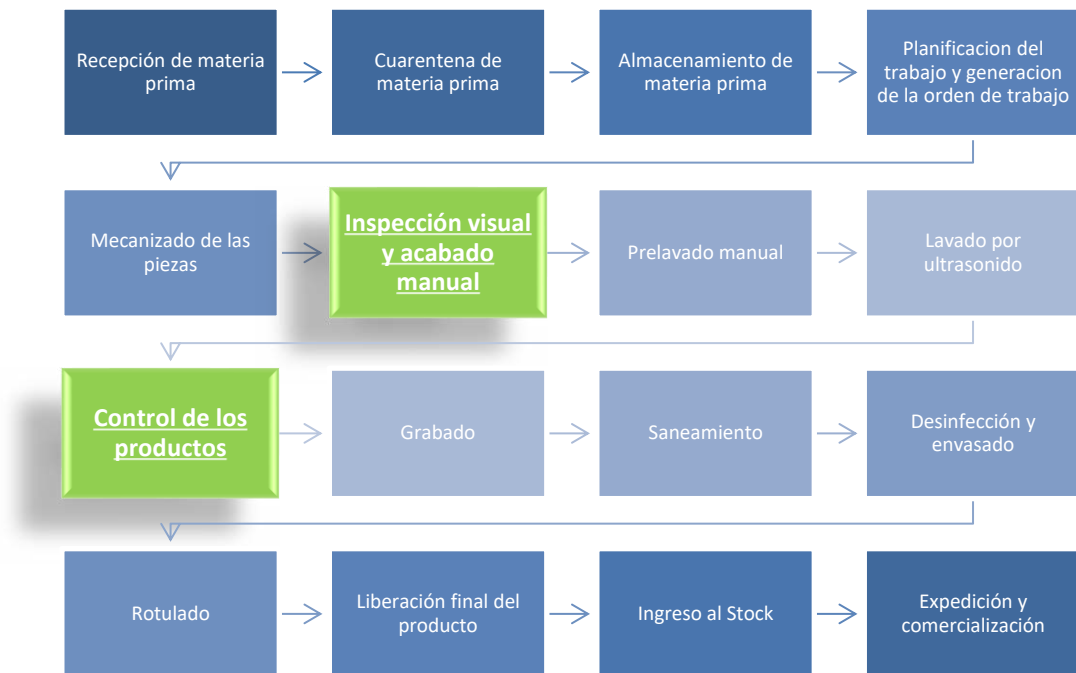 Recepción de materia
prima
Cuarentena de
materia prima
Almacenamiento de
materia prima
Planificacion del
trabajo y generacion
de la orden de trabajo
Mecanizado de las
piezas
Inspección visual
y acabado
manual
Prelavado manual
Lavado por
ultrasonido
Control de los
productos
Grabado
Saneamiento
Desinfección y
envasado
Rotulado
Liberación final del
producto
Ingreso al Stock
Expedición y
comercialización